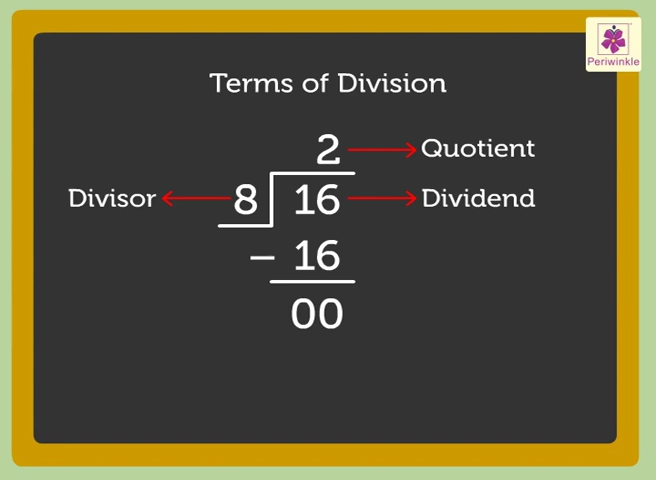 Periwinkle
Terms of Division
2 Quotient
Divisor 8 16 Dividend
– 16
00